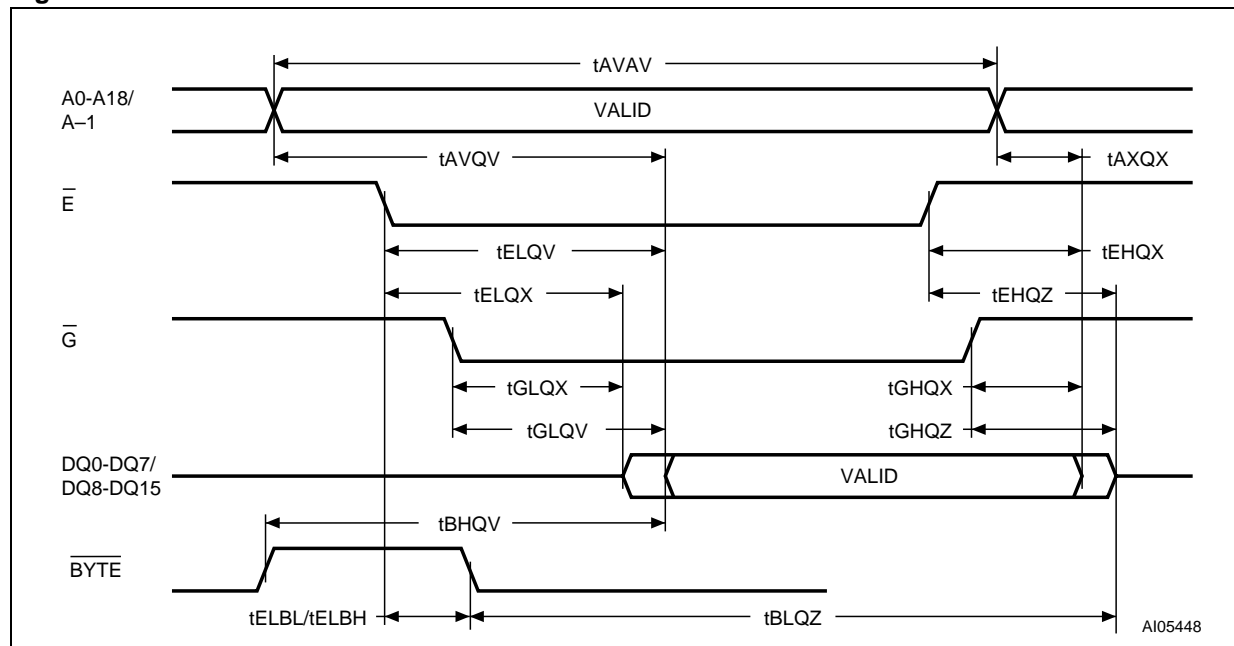 tAVAV
A0-A18/
A–1
VALID
tAVQV
tAXQX
E
tELQV
tEHQX
tELQX
tEHQZ
G
tGLQX
tGHQX
tGLQV
tGHQZ
DQ0-DQ7/
DQ8-DQ15
VALID
tBHQV
BYTE
tELBL/tELBH
tBLQZ
AI05448